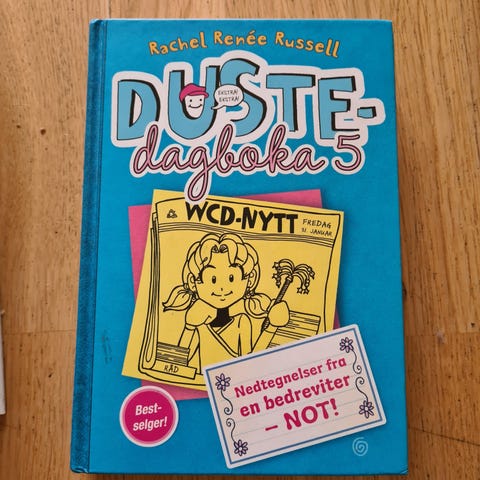 Rachel Renée Russell
DUSTE-
EKSTRA!
EKSTRA!
dagboka 5
WCD-NYTT
FREDAG
31. JANUAR
RÅD
Nedtegnelser fra
en bedreviter
– NOT!
Best-
selger!